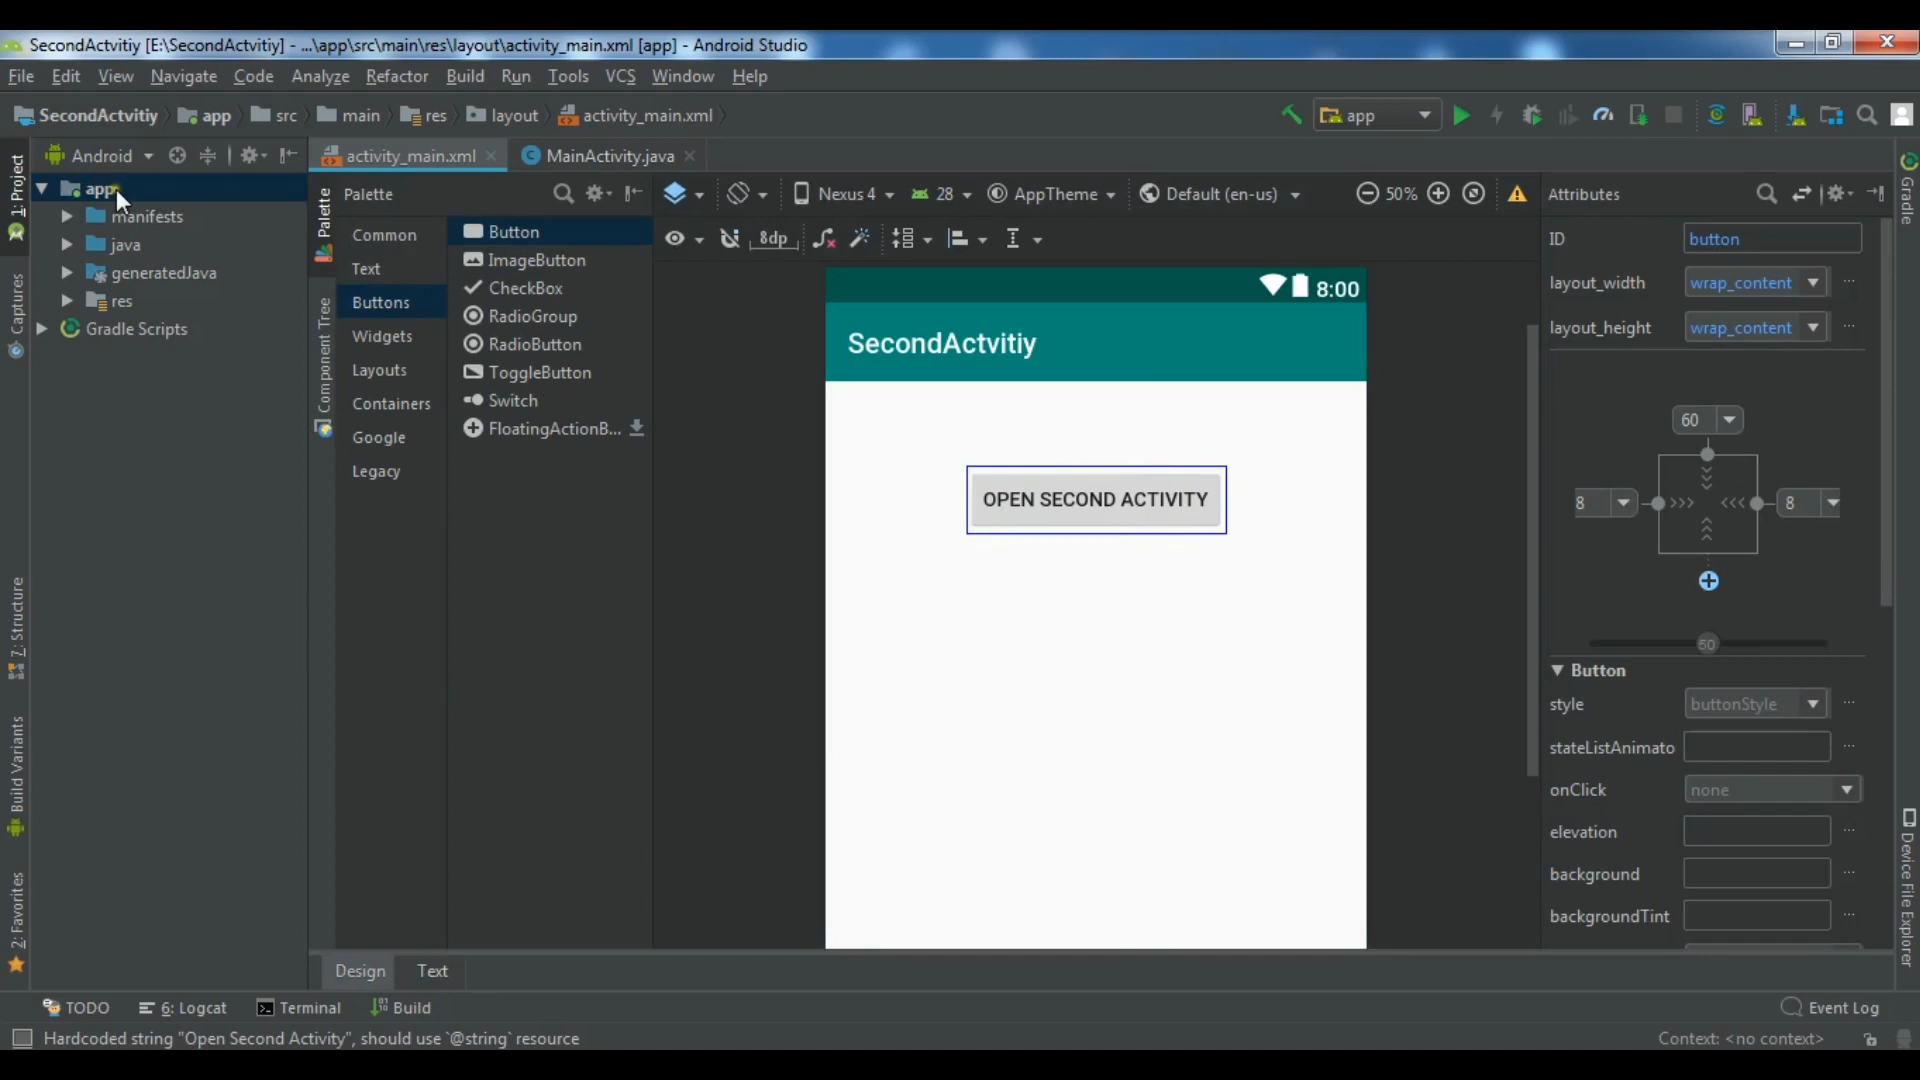 SecondActvitiy [E:\SecondActvitiy] - ...\app\src\main\res\layout\activity_main.xml [app] - Android Studio
File Edit View Navigate Code Analyze Refactor Build Run Tools VCS Window Help
SecondActvitiy app src main res layout activity_main.xml
app
1: Project
Captures
7: Structure
Build Variants
2: Favorites
Android
app
manifests
java
generatedJava
res
Gradle Scripts
activity_main.xml
MainActivity.java
Palette
Component Tree
Palette
Common
Text
Buttons
Widgets
Layouts
Containers
Google
Legacy
Button
ImageButton
CheckBox
RadioGroup
RadioButton
ToggleButton
Switch
FloatingActionB...
Nexus 4 28 AppTheme Default (en-us) 50%
8dp
8:00
SecondActvitiy
OPEN SECOND ACTIVITY
Attributes
ID button
layout_width wrap_content ...
layout_height wrap_content ...
60
8 >>> <<< 8
50
Button
style buttonStyle ...
stateListAnimato ...
onClick none
elevation ...
background ...
backgroundTint ...
Gradle
Device File Explorer
Design Text
TODO 6: Logcat Terminal Build Event Log
Hardcoded string "Open Second Activity", should use `@string` resource Context: <no context>